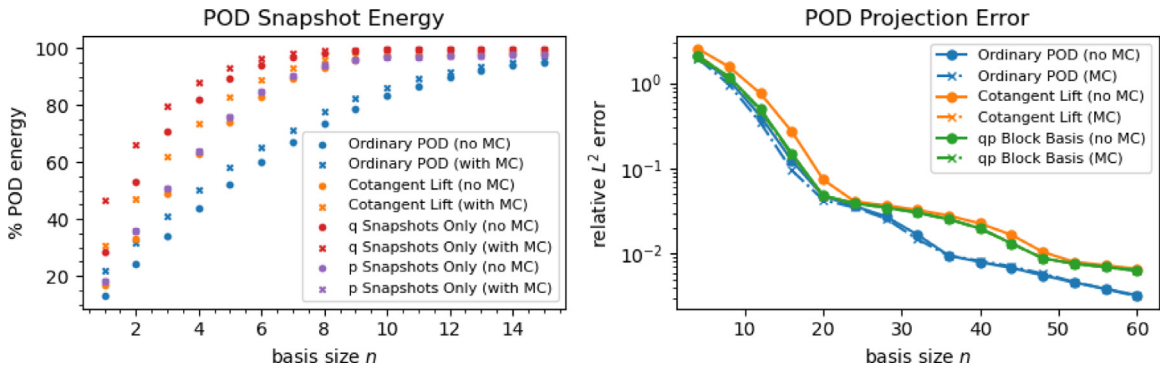 POD Snapshot Energy
% POD energy
100
80
60
40
20
Ordinary POD (no MC)
Ordinary POD (with MC)
Cotangent Lift (no MC)
Cotangent Lift (with MC)
q Snapshots Only (no MC)
q Snapshots Only (with MC)
p Snapshots Only (no MC)
p Snapshots Only (with MC)
2 4 6 8 10 12 14
basis size n
POD Projection Error
relative L² error
10⁰
10⁻¹
10⁻²
Ordinary POD (no MC)
Ordinary POD (MC)
Cotangent Lift (no MC)
Cotangent Lift (MC)
qp Block Basis (no MC)
qp Block Basis (MC)
10 20 30 40 50 60
basis size n